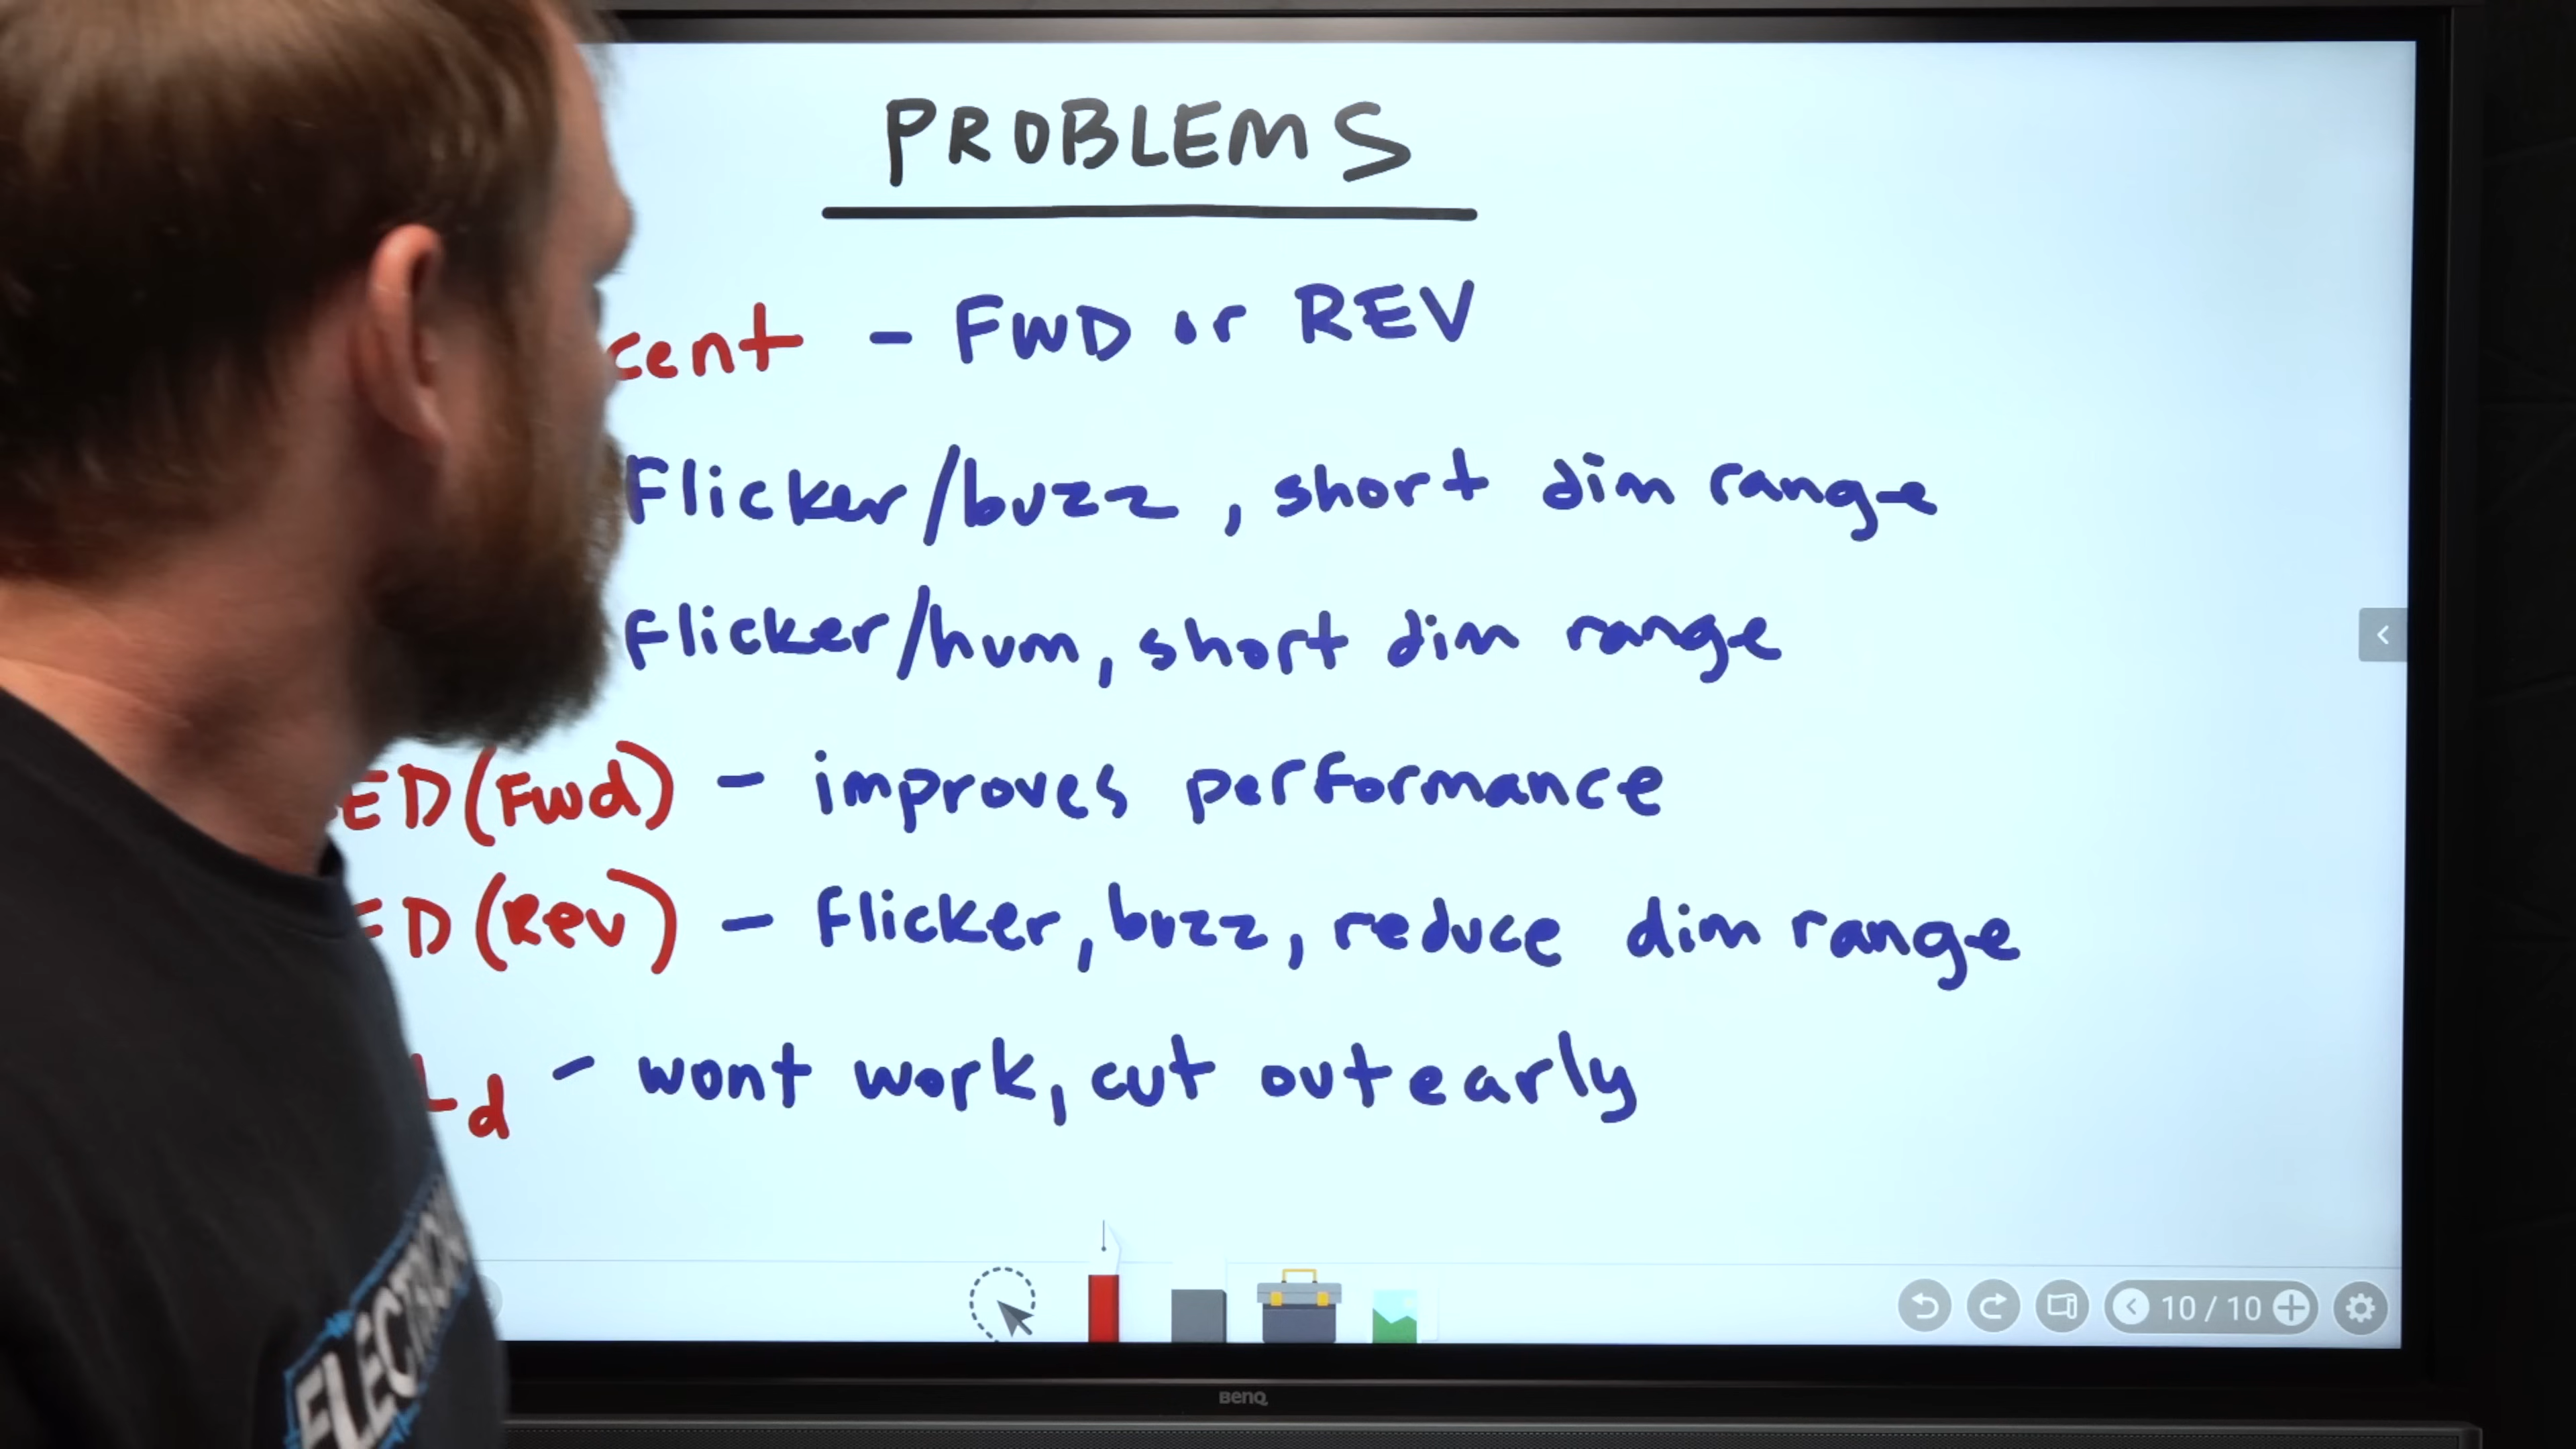 PROBLEMS
cent - FWD or REV
Flicker/buzz, short dim range
Flicker/hum, short dim range
ED(Fwd) - improves performance
ED(Rev) - Flicker, buzz, reduce dim range
d - wont work, cut out early
10/10
BenQ